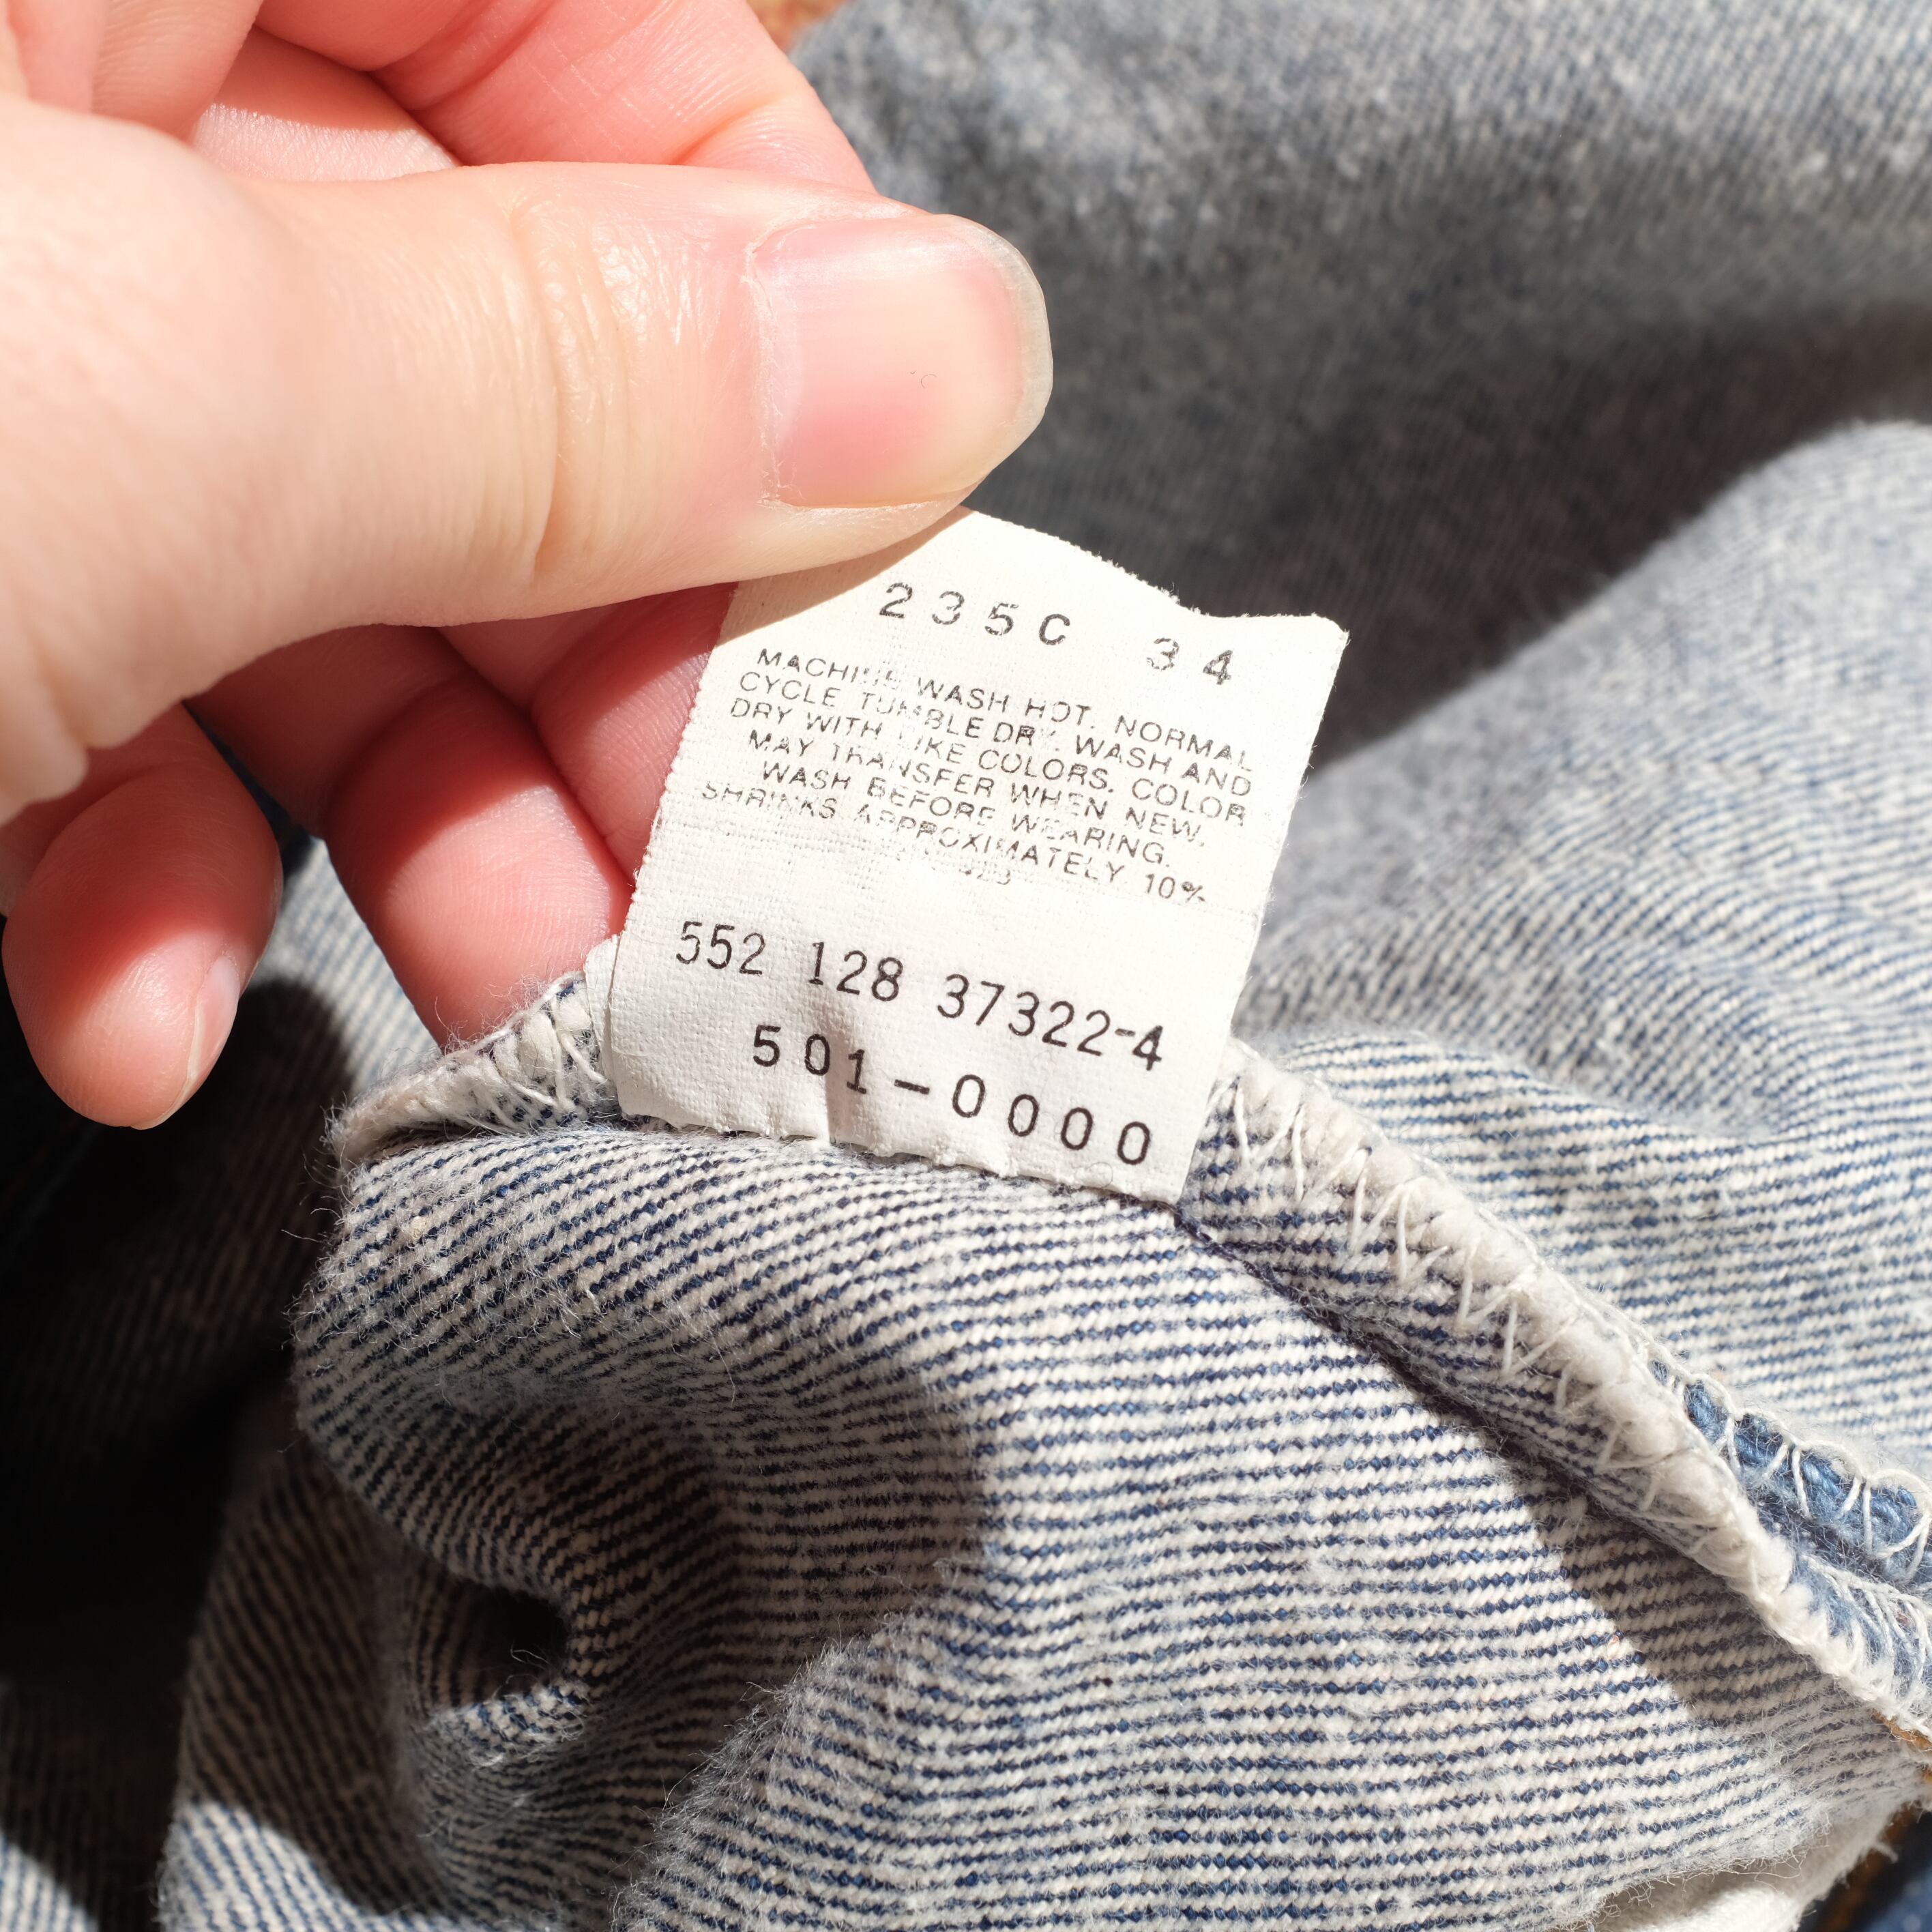 235C 34
MACHINE WASH HOT. NORMAL
CYCLE TUMBLE DRY. WASH AND
DRY WITH LIKE COLORS. COLOR
MAY TRANSFER WHEN NEW.
WASH BEFORE WEARING.
SHRINKS APPROXIMATELY 10%
552 128 37322-4
501-0000